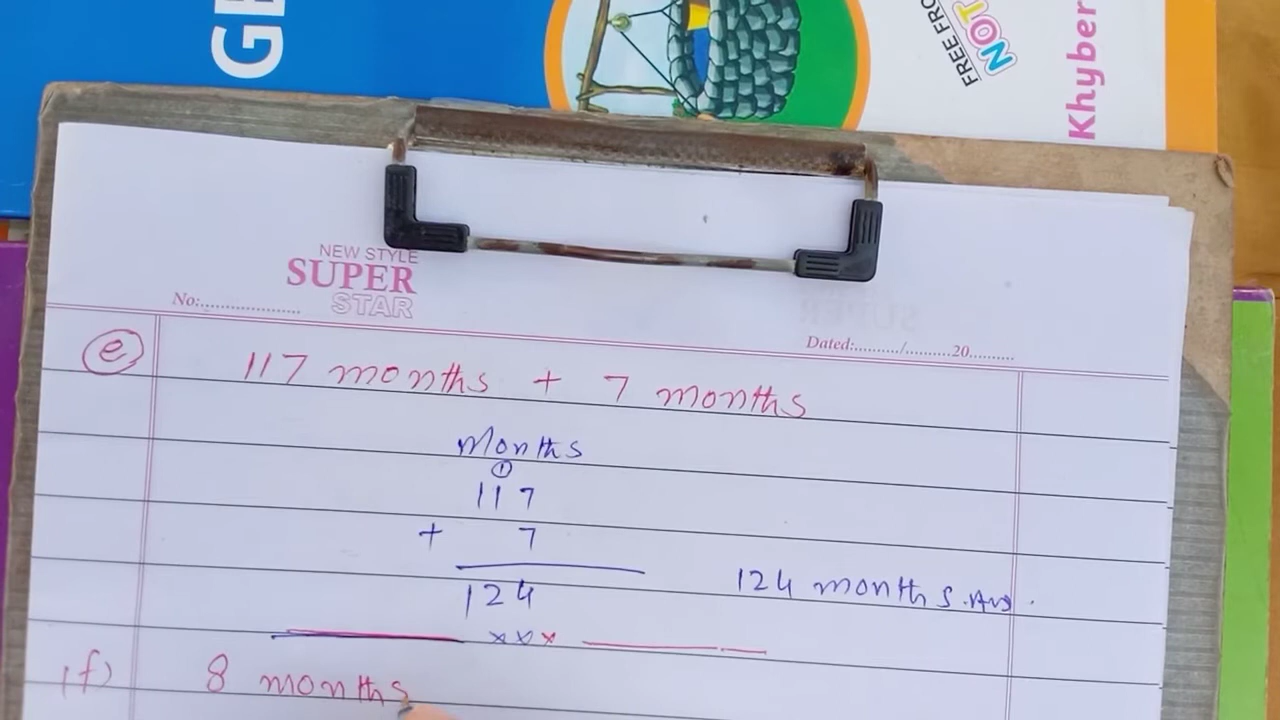 GE
FREE FRO
NOT
Khyber
NEW STYLE
SUPER
STAR
No:....................
Dated:........../..........20..........
(e) 117 months + 7 months
Months
1
117
+ 7
124
124 months.Ans.
xxx
(f) 8 months